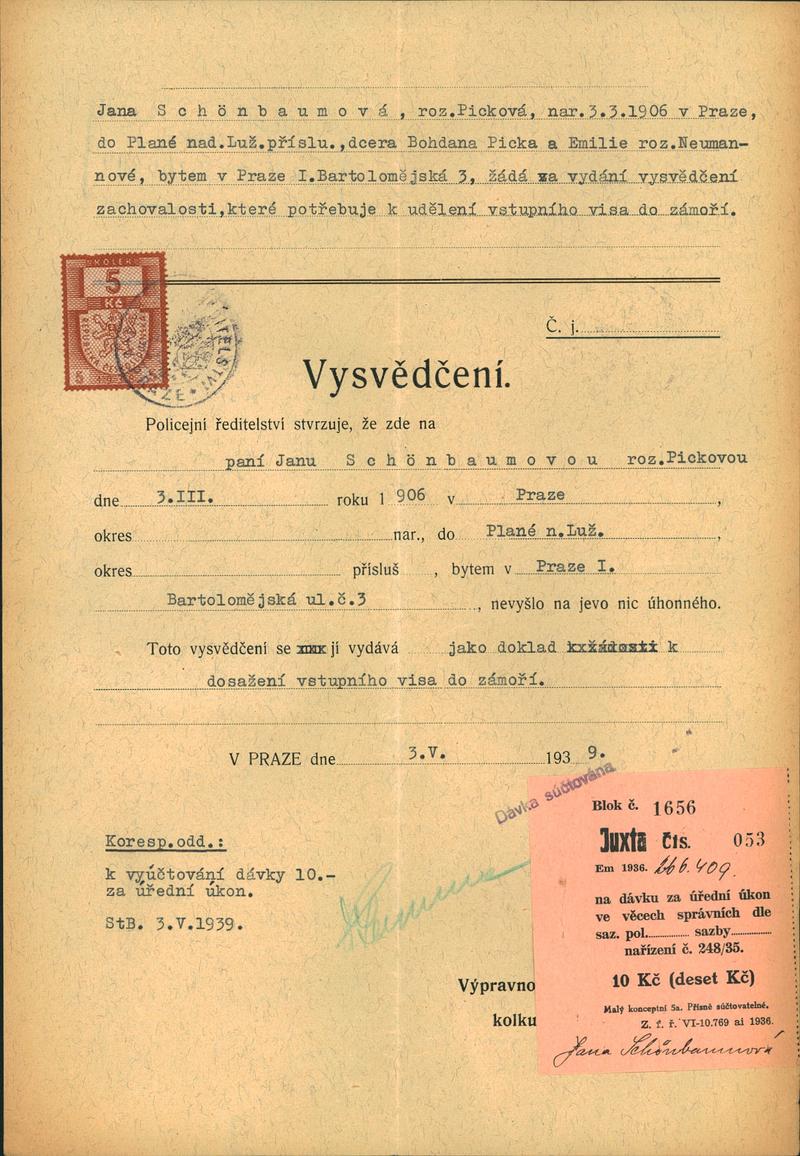 Jana Schönbaumová, roz.Picková, nar.3.3.1906 v Praze,
do Plané nad.Luž.příslu.,dcera Bohdana Picka a Emilie roz.Neuman-
nové, bytem v Praze I.Bartolomějská 3, žádá za vydání vysvědčení
zachovalosti,které potřebuje k udělení vstupního visa do zámoří.
KOLEK
5
Kč
Č. j.
Vysvědčení.
Policejní ředitelství stvrzuje, že zde na
paní Janu Schönbaumovou roz.Pickovou
dne 3.III. roku 1 906 v Praze,
okres nar., do Plané n.Luž.,
okres přísluš , bytem v Praze I.
Bartolomějská ul.č.3, nevyšlo na jevo nic úhonného.
Toto vysvědčení se xxx jí vydává jako doklad kxžádosti k
dosažení vstupního visa do zámoří.
V PRAZE dne 3.V. 193 9.
Dávka súčtována
Koresp.odd.:
k vyúčtování dávky 10.-
za úřední úkon.
StB. 3.V.1939.
Výpravno
kolku
Blok č. 1656
Juxta čís. 053
Em 1936. 266.409.
na dávku za úřední úkon
ve věcech správních dle
saz. pol. sazby
nařízení č. 248/35.
10 Kč (deset Kč)
Malý konceptní 5a. Přísně súčtovatelné.
Z. f. ř. VI-10.769 ai 1936.
Jana Schönbaumová